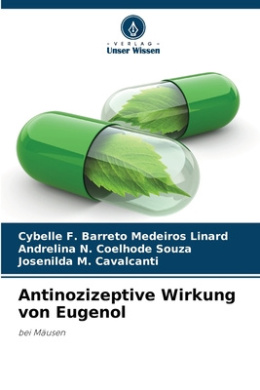 VERLAG
Unser Wissen
Cybelle F. Barreto Medeiros Linard
Andrelina N. Coelhode Souza
Josenilda M. Cavalcanti
Antinozizeptive Wirkung
von Eugenol
bei Mäusen